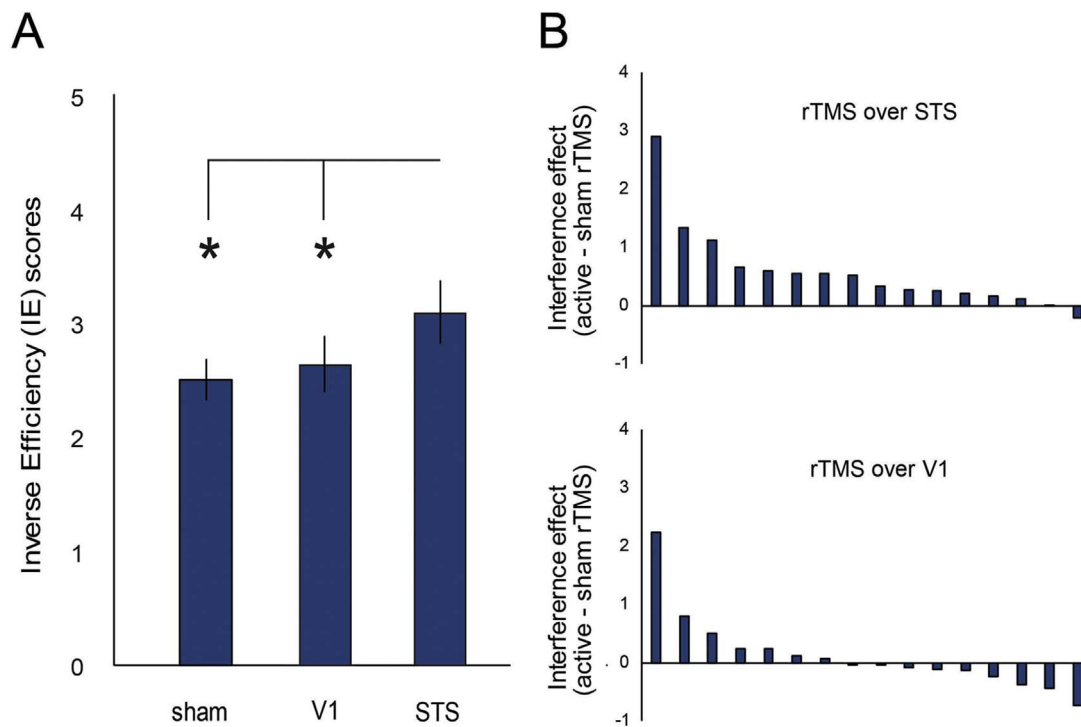 A
Inverse Efficiency (IE) scores
5
4
3
2
1
0
*
*
sham
V1
STS
B
Interferernce effect
(active - sham rTMS)
4
3
2
1
0
-1
rTMS over STS
Interferernce effect
(active - sham rTMS)
4
3
2
1
0
-1
rTMS over V1